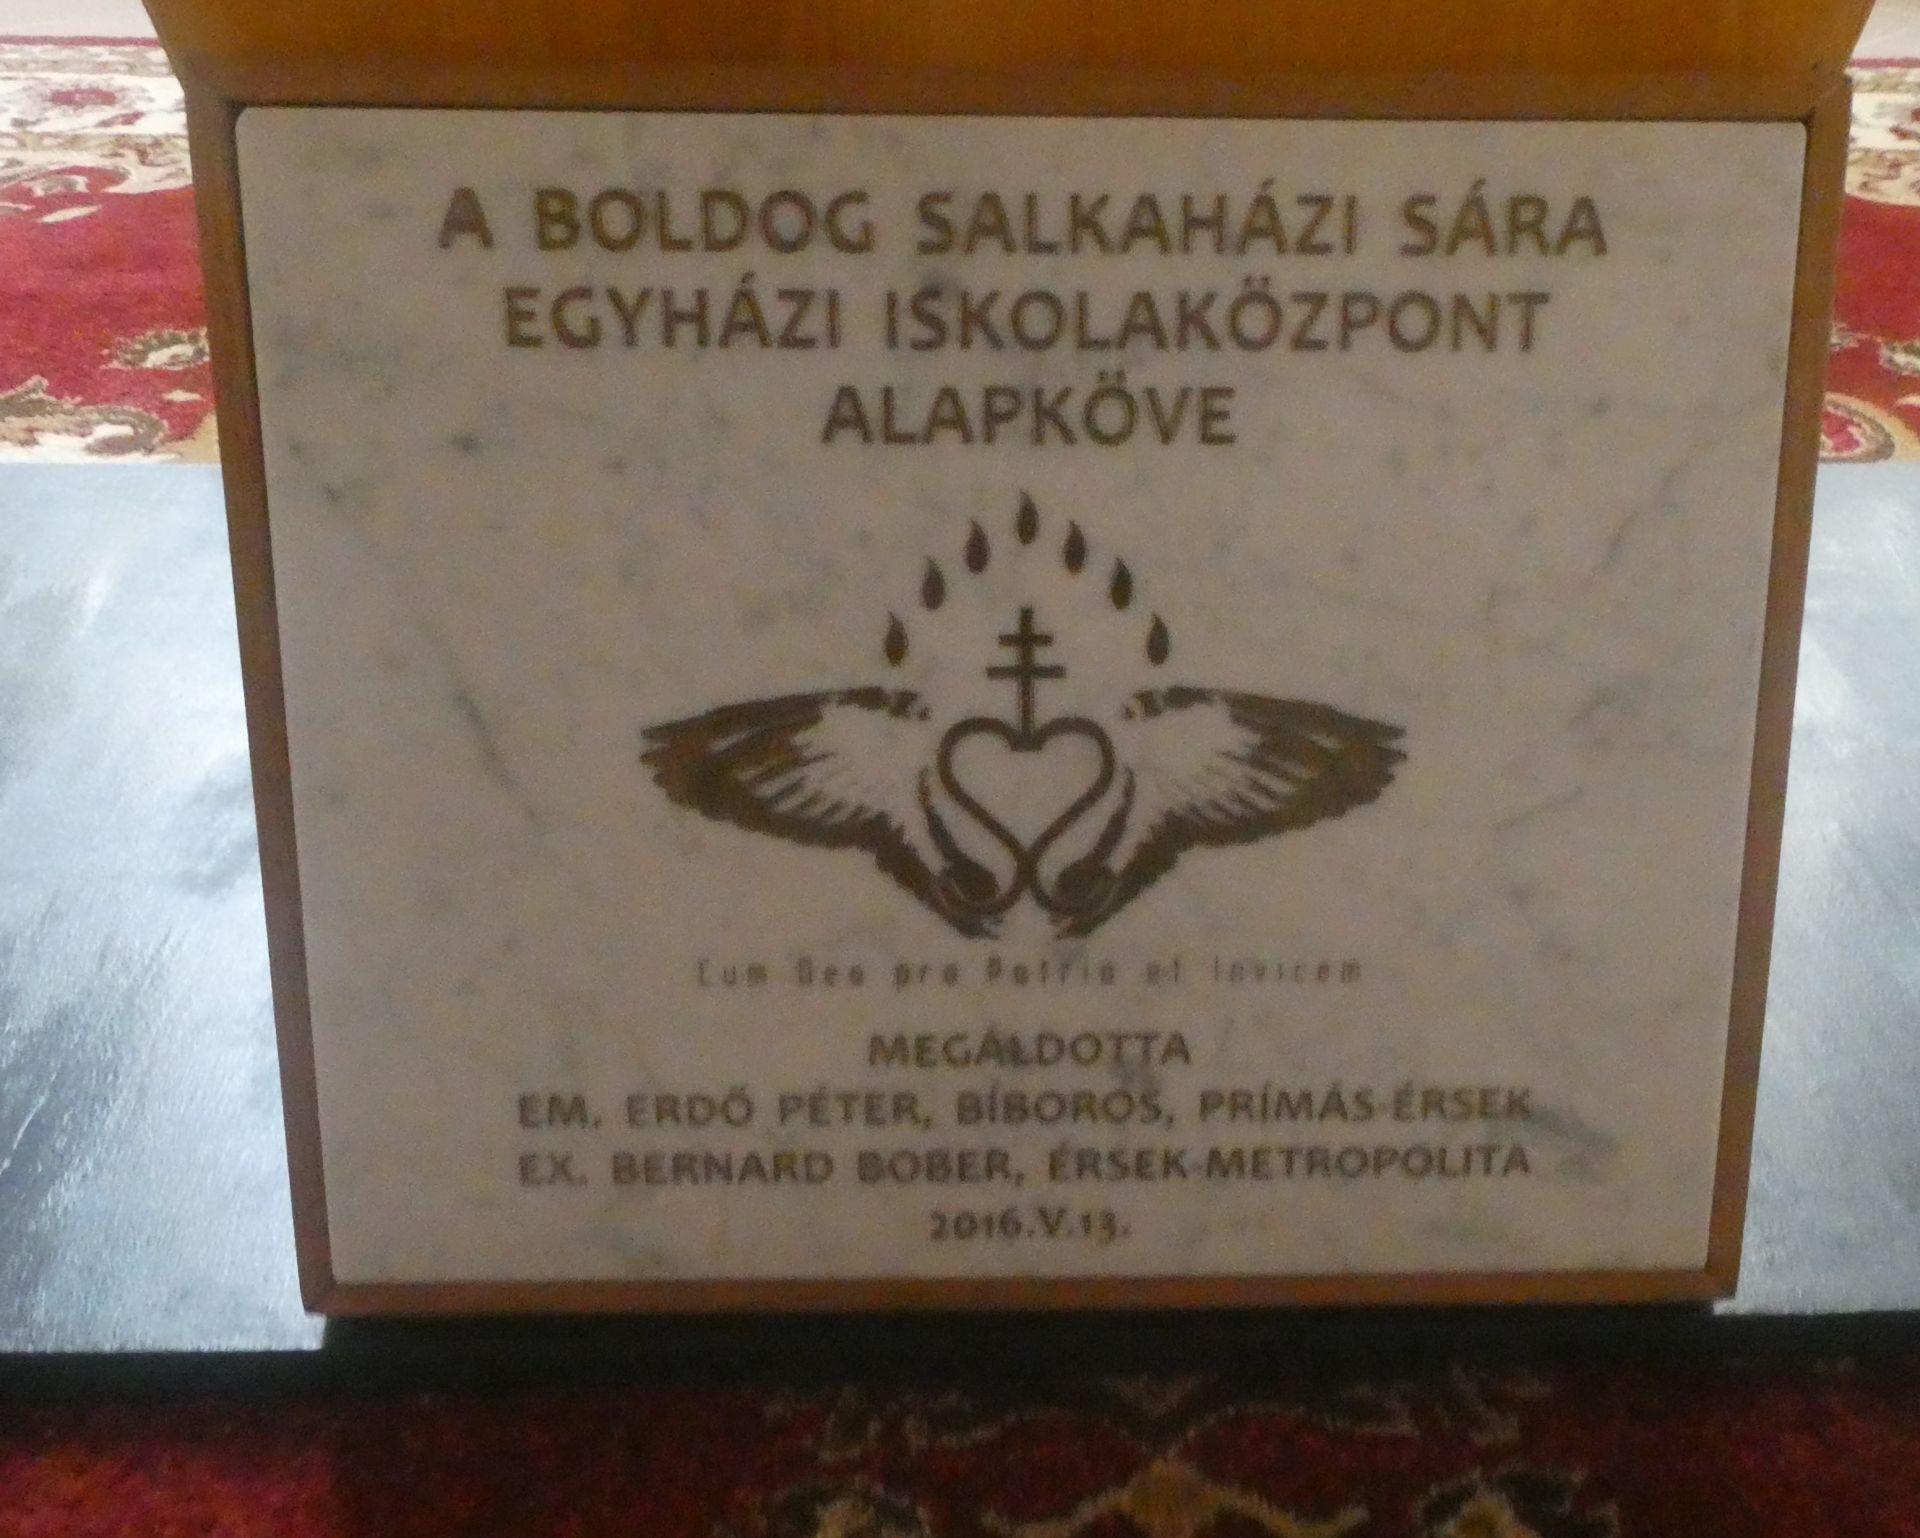 A BOLDOG SALKAHÁZI SÁRA
EGYHÁZI ISKOLAKÖZPONT
ALAPKÖVE
Cum Deo pro Patria et Invicem
MEGÁLDOTTA
EM. ERDŐ PÉTER, BÍBOROS, PRÍMÁS-ÉRSEK
EX. BERNARD BOBER, ÉRSEK-METROPOLITA
2016.V.13.